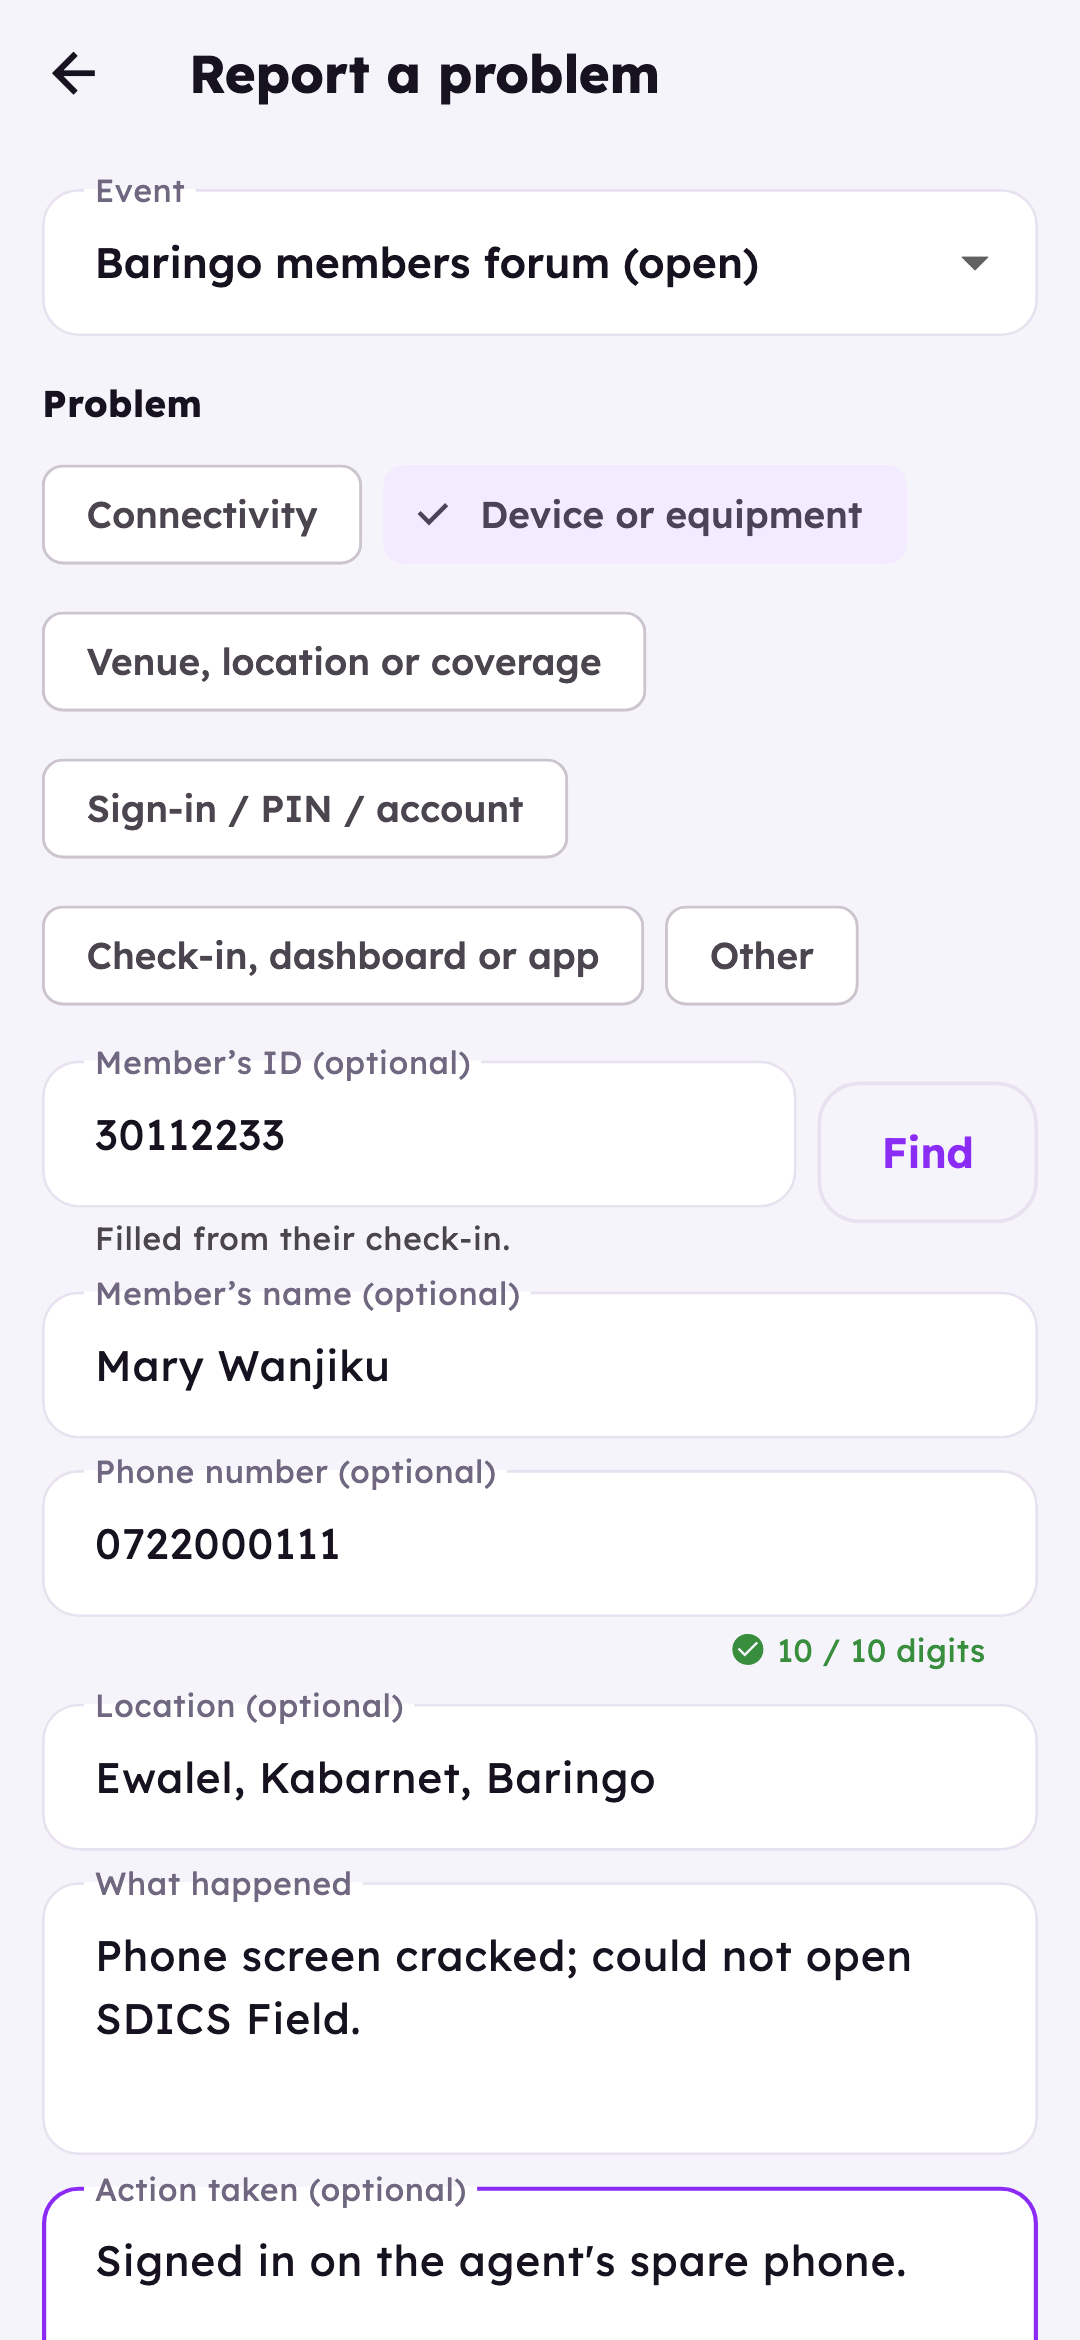 Report a problem
Event
Baringo members forum (open)
Problem
Connectivity
Device or equipment
Venue, location or coverage
Sign-in / PIN / account
Check-in, dashboard or app
Other
Member’s ID (optional)
30112233
Find
Filled from their check-in.
Member’s name (optional)
Mary Wanjiku
Phone number (optional)
0722000111
10 / 10 digits
Location (optional)
Ewalel, Kabarnet, Baringo
What happened
Phone screen cracked; could not open
SDICS Field.
Action taken (optional)
Signed in on the agent's spare phone.